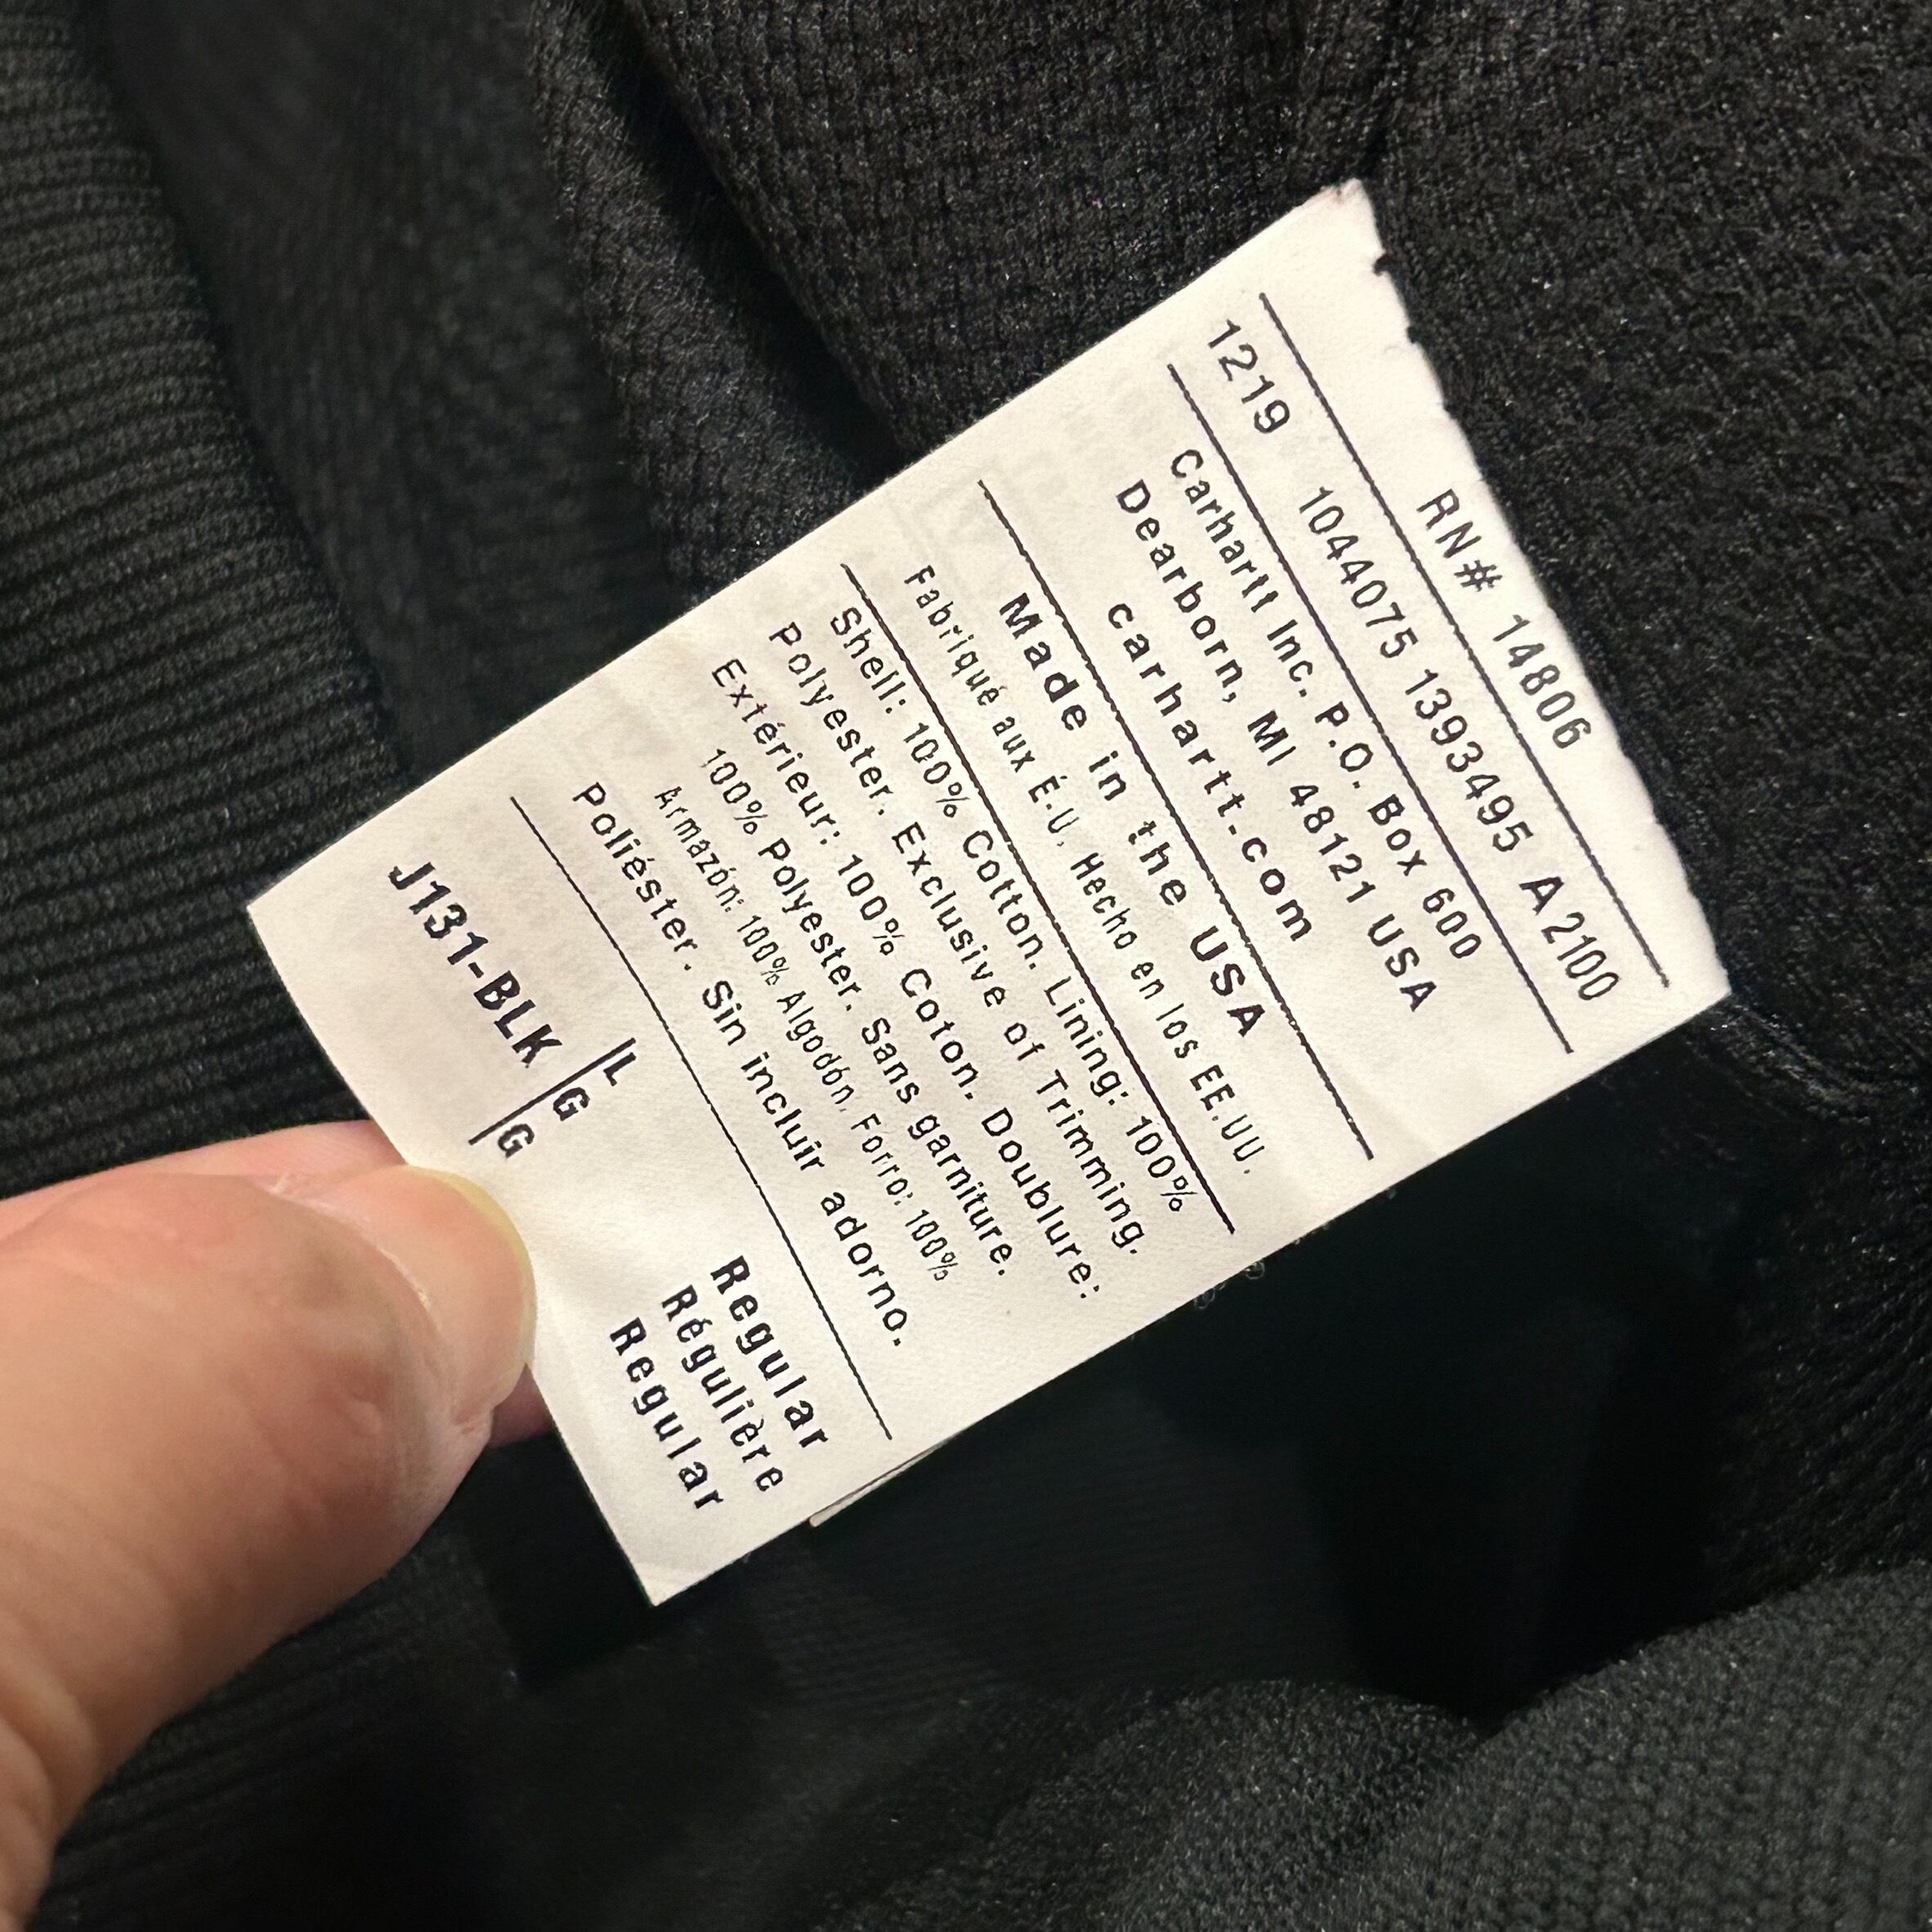 RN# 14806
1219 1044075 1393495 A2100
Carhartt Inc. P.O. Box 600
Dearborn, MI 48121 USA
carhartt.com
Made in the USA
Fabriqué aux É.U. Hecho en los EE.UU.
Shell: 100% Cotton. Lining: 100%
Polyester. Exclusive of Trimming.
Extérieur: 100% Coton. Doublure:
100% Polyester. Sans garniture.
Armazón: 100% Algodón. Forro: 100%
Poliéster. Sin incluir adorno.
L Regular
J131-BLK G Régulière
G Regular